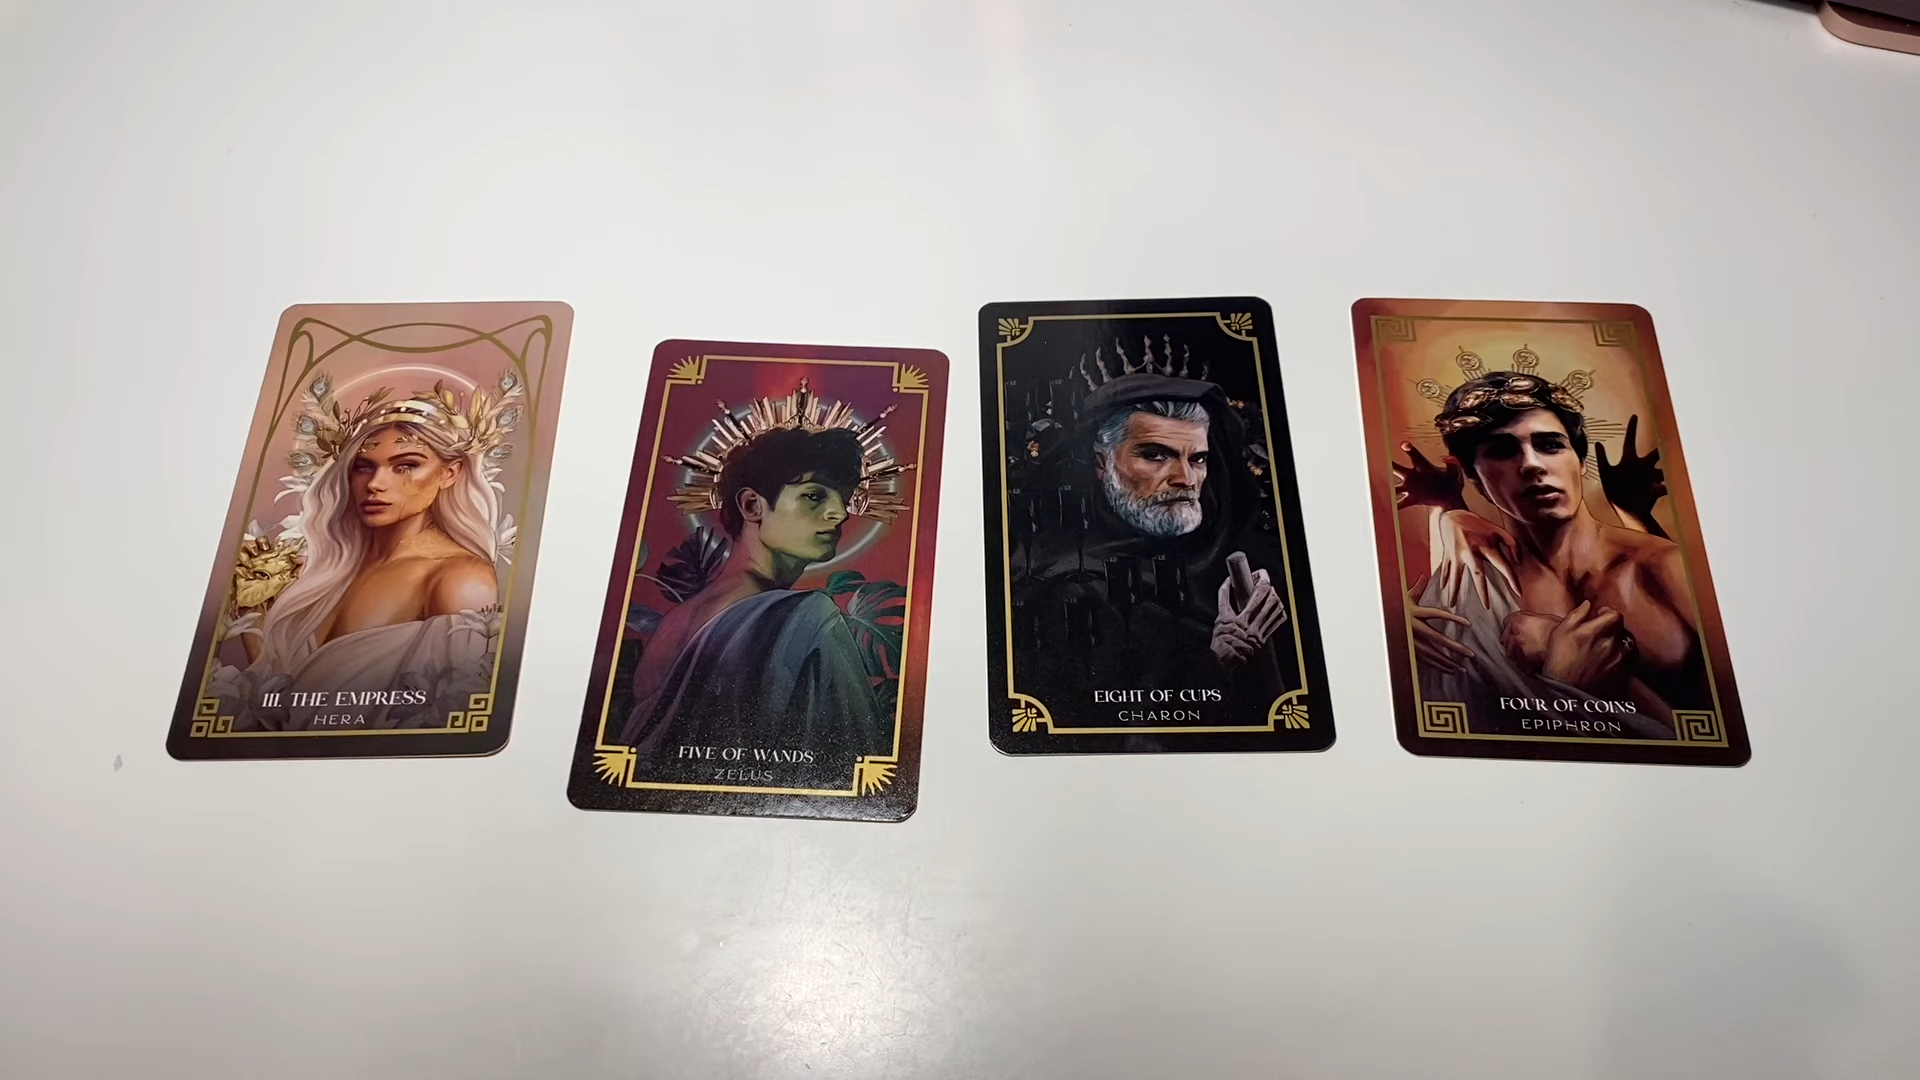 III. THE EMPRESS
HERA
FIVE OF WANDS
ZELUS
EIGHT OF CUPS
CHARON
FOUR OF COINS
EPIPHRON